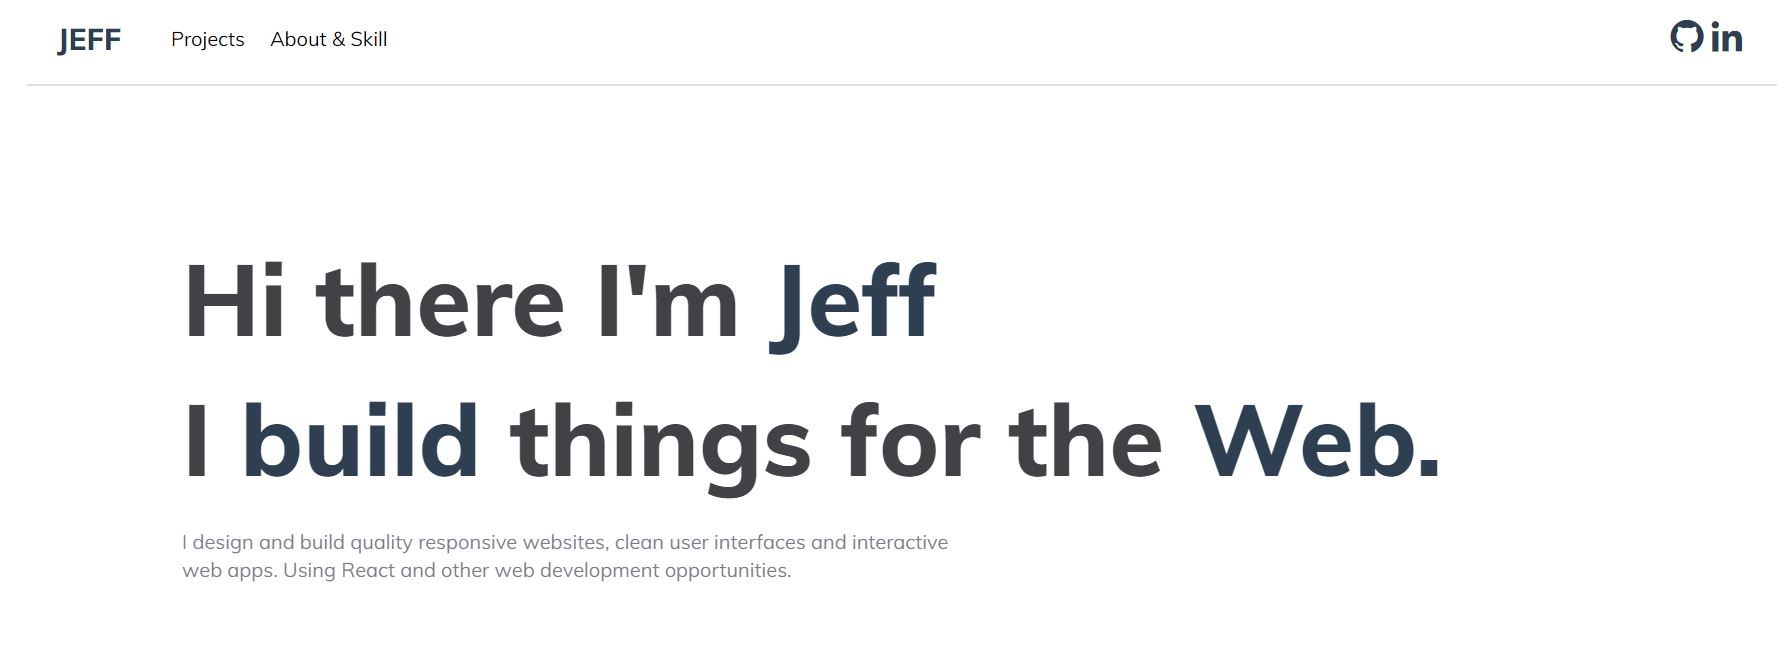 JEFF Projects About & Skill in
Hi there I'm Jeff
I build things for the Web.
I design and build quality responsive websites, clean user interfaces and interactive
web apps. Using React and other web development opportunities.